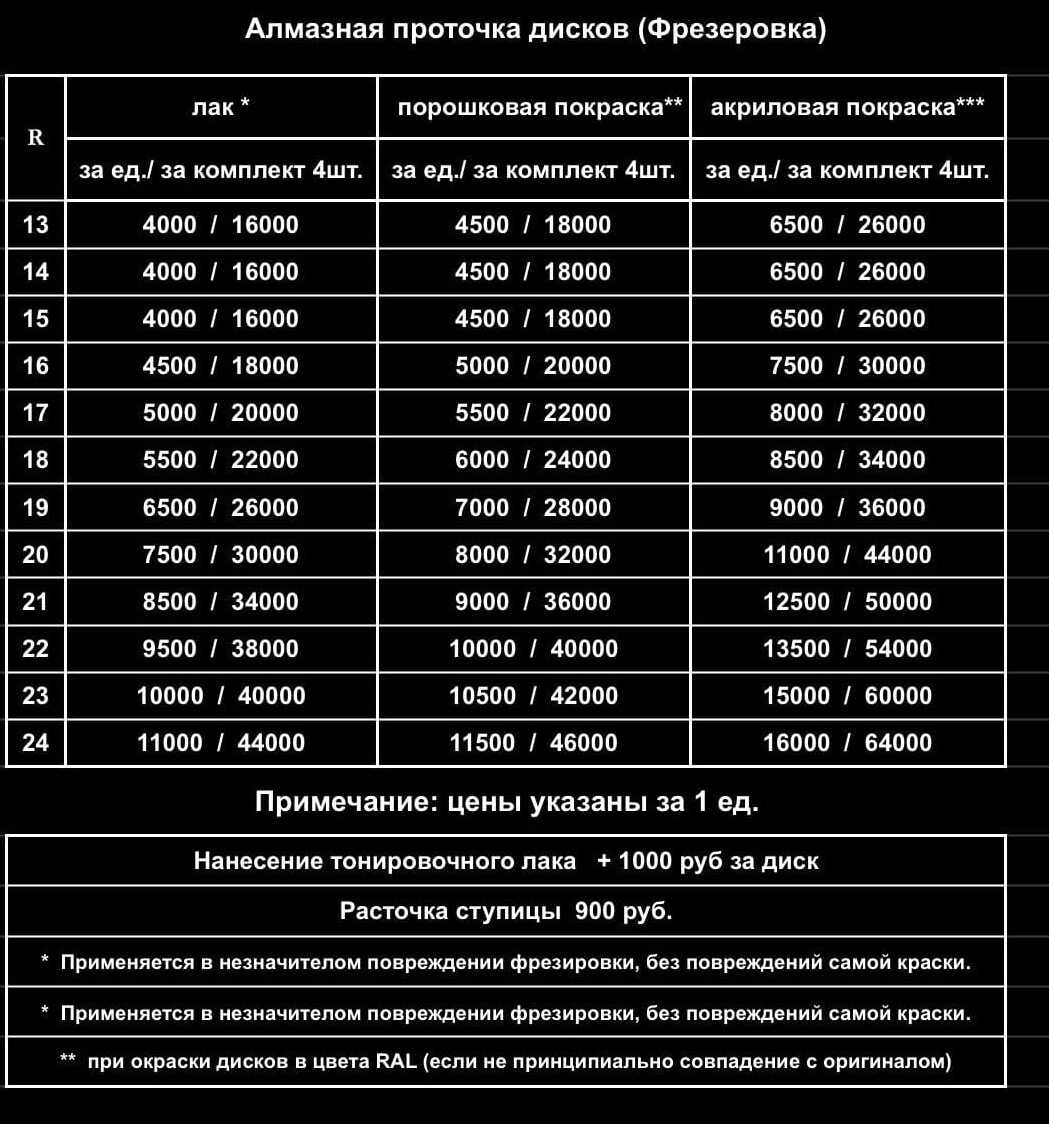 Алмазная проточка дисков (Фрезеровка)
R лак * порошковая покраска** акриловая покраска***
за ед./ за комплект 4шт. за ед./ за комплект 4шт. за ед./ за комплект 4шт.
13 4000 / 16000 4500 / 18000 6500 / 26000
14 4000 / 16000 4500 / 18000 6500 / 26000
15 4000 / 16000 4500 / 18000 6500 / 26000
16 4500 / 18000 5000 / 20000 7500 / 30000
17 5000 / 20000 5500 / 22000 8000 / 32000
18 5500 / 22000 6000 / 24000 8500 / 34000
19 6500 / 26000 7000 / 28000 9000 / 36000
20 7500 / 30000 8000 / 32000 11000 / 44000
21 8500 / 34000 9000 / 36000 12500 / 50000
22 9500 / 38000 10000 / 40000 13500 / 54000
23 10000 / 40000 10500 / 42000 15000 / 60000
24 11000 / 44000 11500 / 46000 16000 / 64000
Примечание: цены указаны за 1 ед.
Нанесение тонировочного лака + 1000 руб за диск
Расточка ступицы 900 руб.
* Применяется в незначителом повреждении фрезировки, без повреждений самой краски.
* Применяется в незначителом повреждении фрезировки, без повреждений самой краски.
** при окраски дисков в цвета RAL (если не принципиально совпадение с оригиналом)